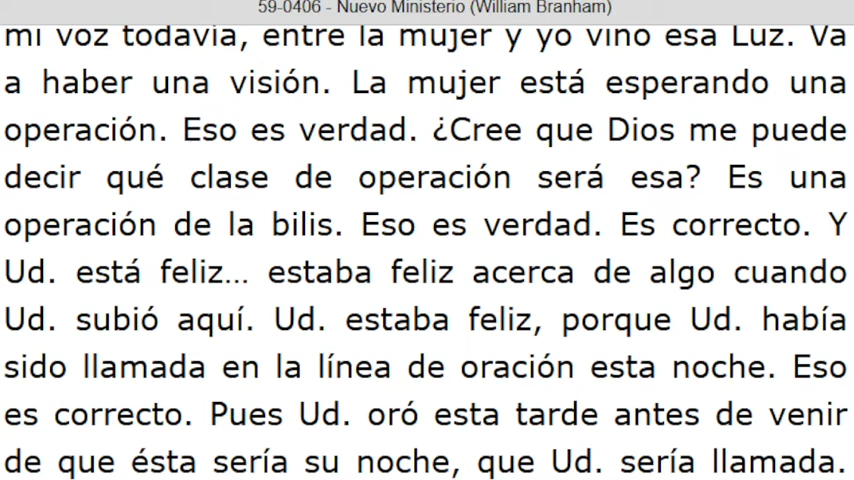 59-0406 - Nuevo Ministerio (William Branham)
mi voz todavía, entre la mujer y yo vino esa Luz. Va
a haber una visión. La mujer está esperando una
operación. Eso es verdad. ¿Cree que Dios me puede
decir qué clase de operación será esa? Es una
operación de la bilis. Eso es verdad. Es correcto. Y
Ud. está feliz... estaba feliz acerca de algo cuando
Ud. subió aquí. Ud. estaba feliz, porque Ud. había
sido llamada en la línea de oración esta noche. Eso
es correcto. Pues Ud. oró esta tarde antes de venir
de que ésta sería su noche, que Ud. sería llamada.